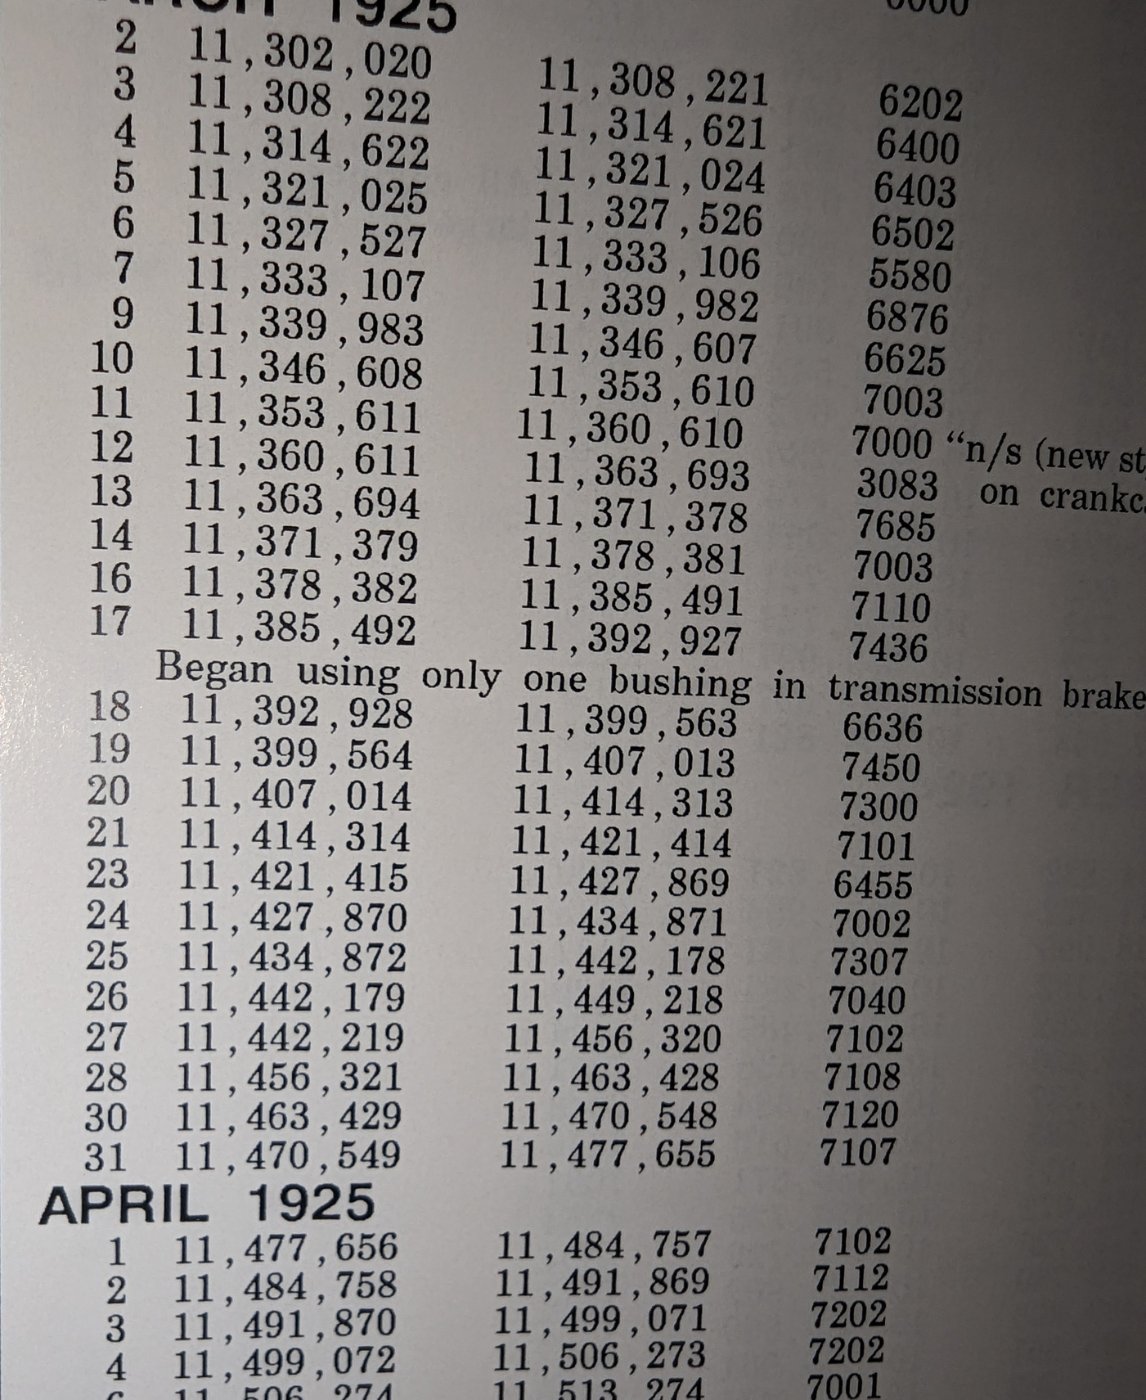 MARCH 1925
2 11,302,020 11,308,221 6202
3 11,308,222 11,314,621 6400
4 11,314,622 11,321,024 6403
5 11,321,025 11,327,526 6502
6 11,327,527 11,333,106 5580
7 11,333,107 11,339,982 6876
9 11,339,983 11,346,607 6625
10 11,346,608 11,353,610 7003
11 11,353,611 11,360,610 7000 “n/s (new st
12 11,360,611 11,363,693 3083 on crankc
13 11,363,694 11,371,378 7685
14 11,371,379 11,378,381 7003
16 11,378,382 11,385,491 7110
17 11,385,492 11,392,927 7436
Began using only one bushing in transmission brake
18 11,392,928 11,399,563 6636
19 11,399,564 11,407,013 7450
20 11,407,014 11,414,313 7300
21 11,414,314 11,421,414 7101
23 11,421,415 11,427,869 6455
24 11,427,870 11,434,871 7002
25 11,434,872 11,442,178 7307
26 11,442,179 11,449,218 7040
27 11,442,219 11,456,320 7102
28 11,456,321 11,463,428 7108
30 11,463,429 11,470,548 7120
31 11,470,549 11,477,655 7107
APRIL 1925
1 11,477,656 11,484,757 7102
2 11,484,758 11,491,869 7112
3 11,491,870 11,499,071 7202
4 11,499,072 11,506,273 7202
6 11,506,274 11,513,274 7001